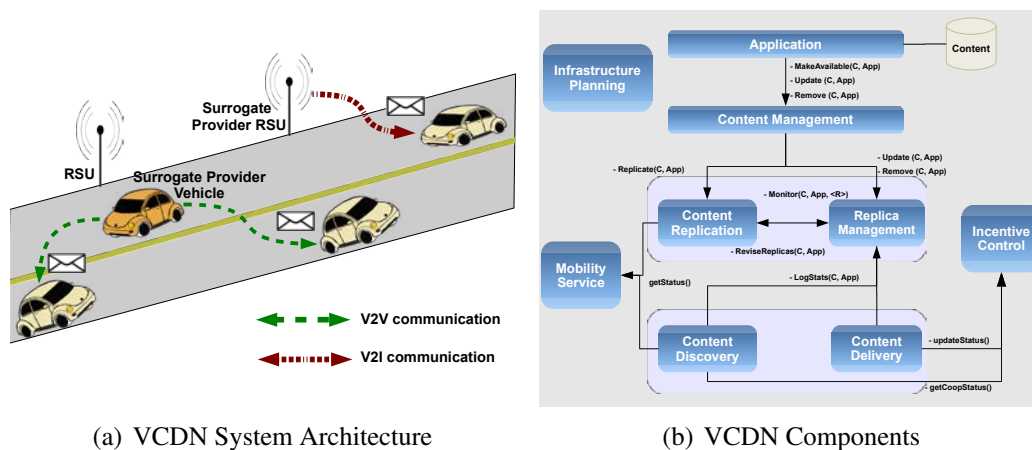 Surrogate
Provider RSU
RSU
Surrogate Provider
Vehicle
V2V communication
V2I communication
(a) VCDN System Architecture
Application
Content
Infrastructure
Planning
- MakeAvailable(C, App)
- Update (C, App)
- Remove (C, App)
Content Management
- Replicate(C, App)
- Update (C, App)
- Remove (C, App)
- Monitor(C, App, <R>)
Content
Replication
Replica
Management
Incentive
Control
- ReviseReplicas(C, App)
Mobility
Service
getStatus()
- LogStats(C, App)
Content
Discovery
Content
Delivery
- updateStatus()
- getCoopStatus()
(b) VCDN Components